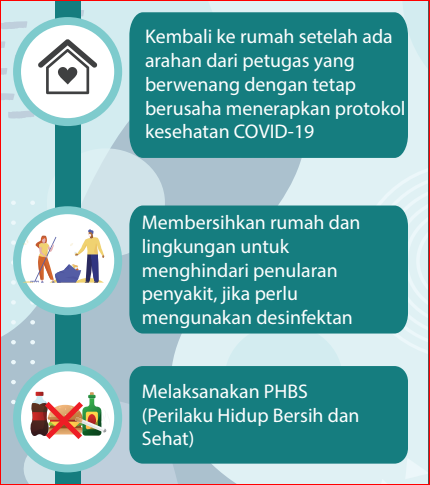 Kembali ke rumah setelah ada
arahan dari petugas yang
berwenang dengan tetap
berusaha menerapkan protokol
kesehatan COVID-19
Membersihkan rumah dan
lingkungan untuk
menghindari penularan
penyakit, jika perlu
mengunakan desinfektan
Melaksanakan PHBS
(Perilaku Hidup Bersih dan
Sehat)